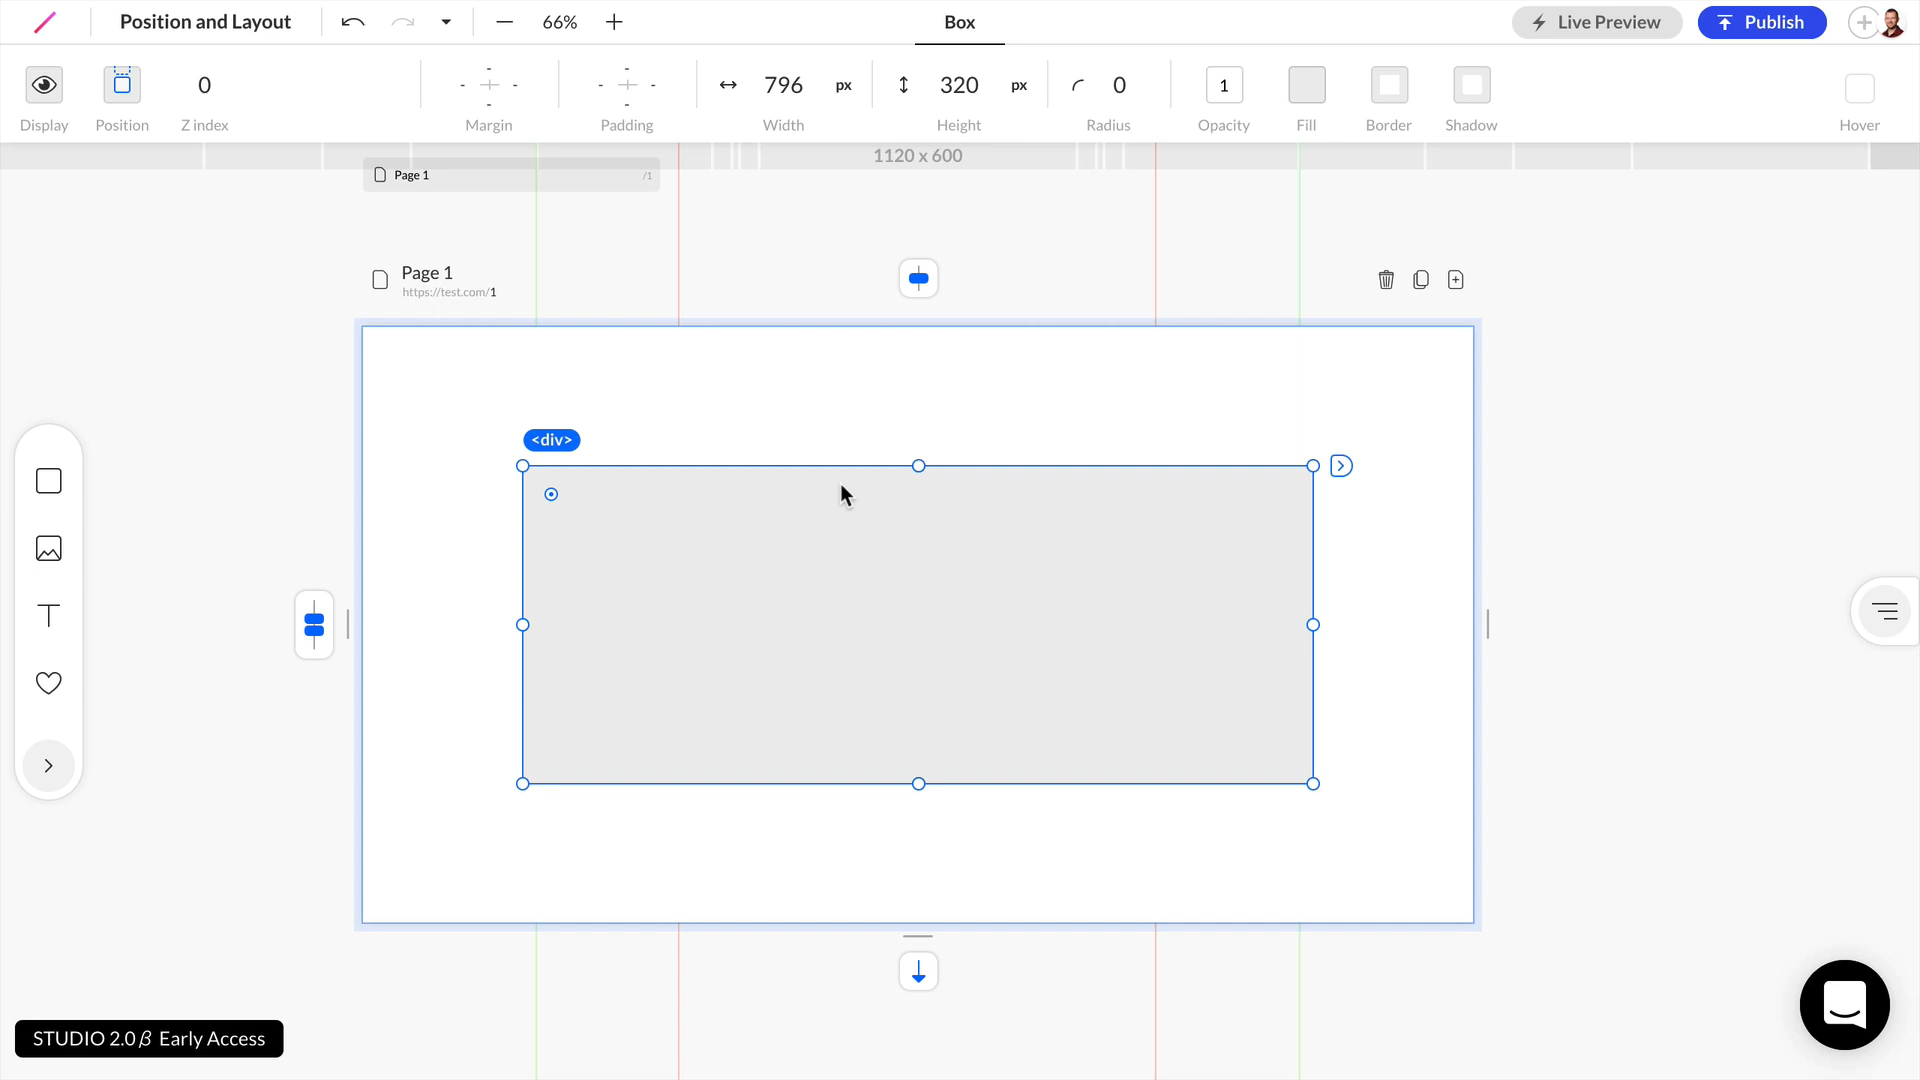 Position and Layout
66%
Box
Live Preview
Publish
0
796 px
320 px
0
1
Display
Position
Z index
Margin
Padding
Width
Height
Radius
Opacity
Fill
Border
Shadow
Hover
1120 x 600
Page 1
/1
Page 1
https://test.com/1
<div>
STUDIO 2.0 β Early Access